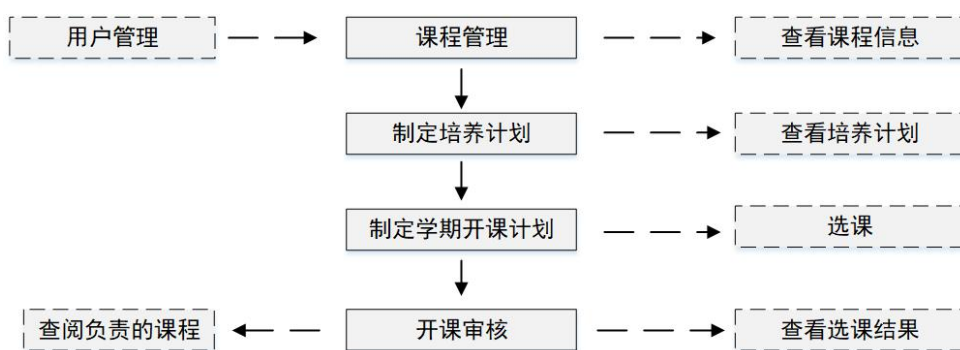 用户管理
课程管理
查看课程信息
制定培养计划
查看培养计划
制定学期开课计划
选课
查阅负责的课程
开课审核
查看选课结果